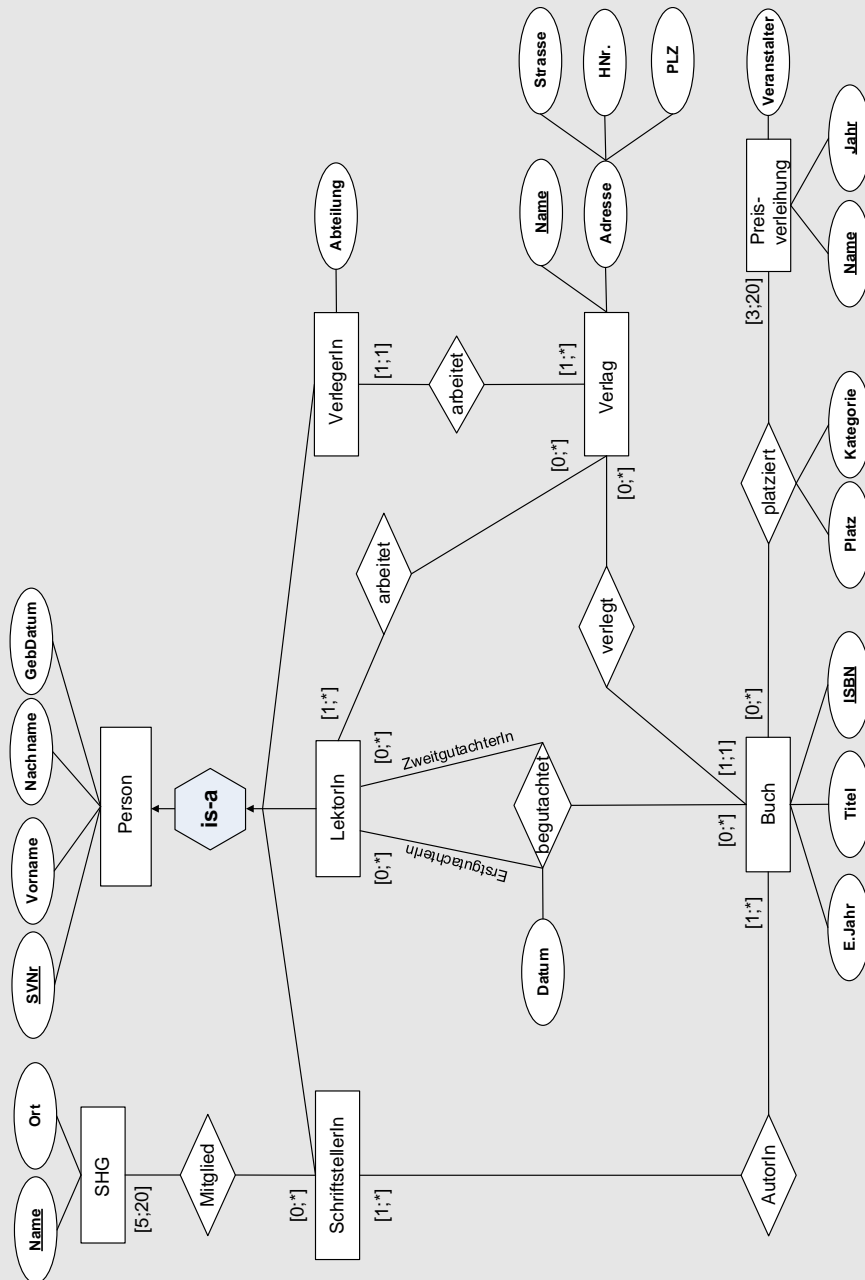 Name
Ort
SHG
[5;20]
Mitglied
[0;*]
SchriftstellerIn
[1;*]
AutorIn
SVNr
Vorname
Nachname
GebDatum
Person
is-a
LektorIn
[1;*]
[0;*]
[0;*]
ErstgutachterIn
ZweitgutachterIn
begutachtet
Datum
arbeitet
VerlegerIn
Abteilung
[1;1]
arbeitet
[1;*]
Verlag
[0;*]
[0;*]
Name
Adresse
Strasse
HNr.
PLZ
verlegt
[1;*]
[0;*]
[1;1]
[0;*]
Buch
E.Jahr
Titel
ISBN
platziert
Platz
Kategorie
[3;20]
Preis-
verleihung
Veranstalter
Name
Jahr